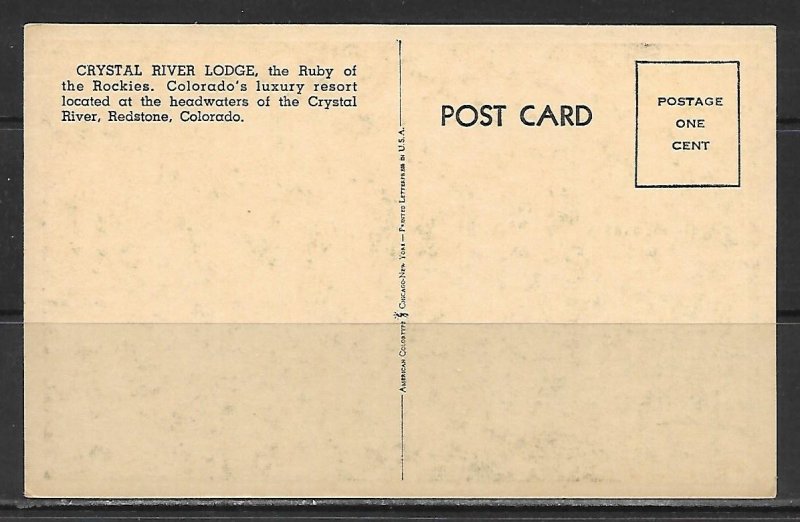 CRYSTAL RIVER LODGE, the Ruby of
the Rockies. Colorado's luxury resort
located at the headwaters of the Crystal
River, Redstone, Colorado.
AMERICAN COLORTYPE CHICAGO-NEW YORK — PRINTED LETTERPRESS IN U.S.A.
POST CARD
POSTAGE
ONE
CENT